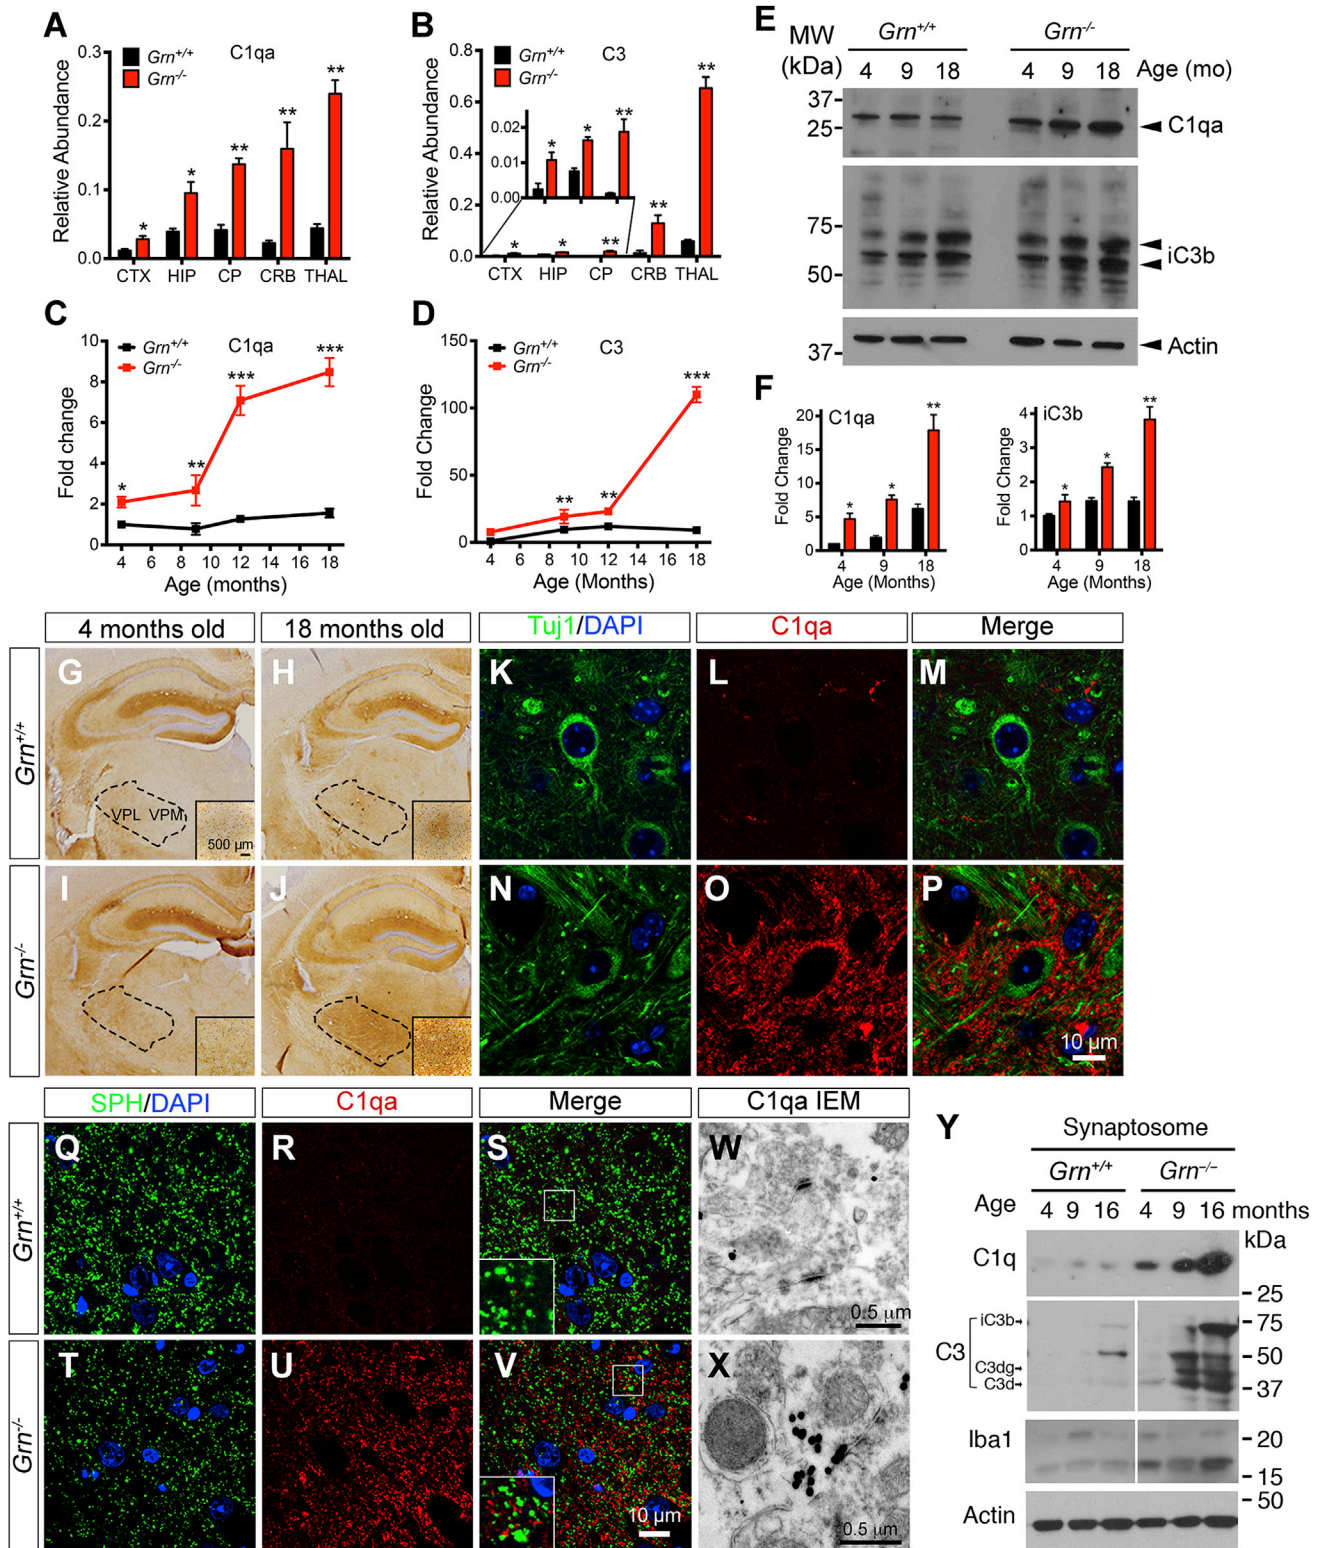 A
C1qa
Grn+/+
Grn-/-
Relative Abundance
0.3
0.2
0.1
0.0
* * ** ** **
CTX HIP CP CRB THAL
B
C3
Grn+/+
Grn-/-
Relative Abundance
0.8
0.6
0.4
0.2
0.0
0.02
0.01
0.00
* * **
* * ** ** **
CTX HIP CP CRB THAL
C
C1qa
Grn+/+
Grn-/-
Fold change
10
8
6
4
2
0
* ** *** ***
4 6 8 10 12 14 16 18
Age (months)
D
C3
Grn+/+
Grn-/-
Fold Change
150
100
50
0
** ** ***
4 6 8 10 12 14 16 18
Age (Months)
E
MW
(kDa)
Grn+/+ Grn-/-
4 9 18 4 9 18 Age (mo)
37
25
C1qa
75
50
iC3b
37
Actin
F
C1qa
Fold Change
20
15
10
5
0
* * **
4 9 18
Age (Months)
iC3b
Fold Change
4
3
2
1
0
* * **
4 9 18
Age (Months)
4 months old 18 months old Tuj1/DAPI C1qa Merge
Grn+/+
G H K L M
VPL VPM
500 µm
Grn-/-
I J N O P
10 µm
SPH/DAPI C1qa Merge C1qa IEM
Grn+/+
Q R S W
0.5 µm
Grn-/-
T U V X
10 µm
0.5 µm
Y
Synaptosome
Grn+/+ Grn-/-
Age 4 9 16 4 9 16 months
kDa
C1q
25
C3
iC3b
C3dg
C3d
75
50
37
Iba1
20
15
50
Actin